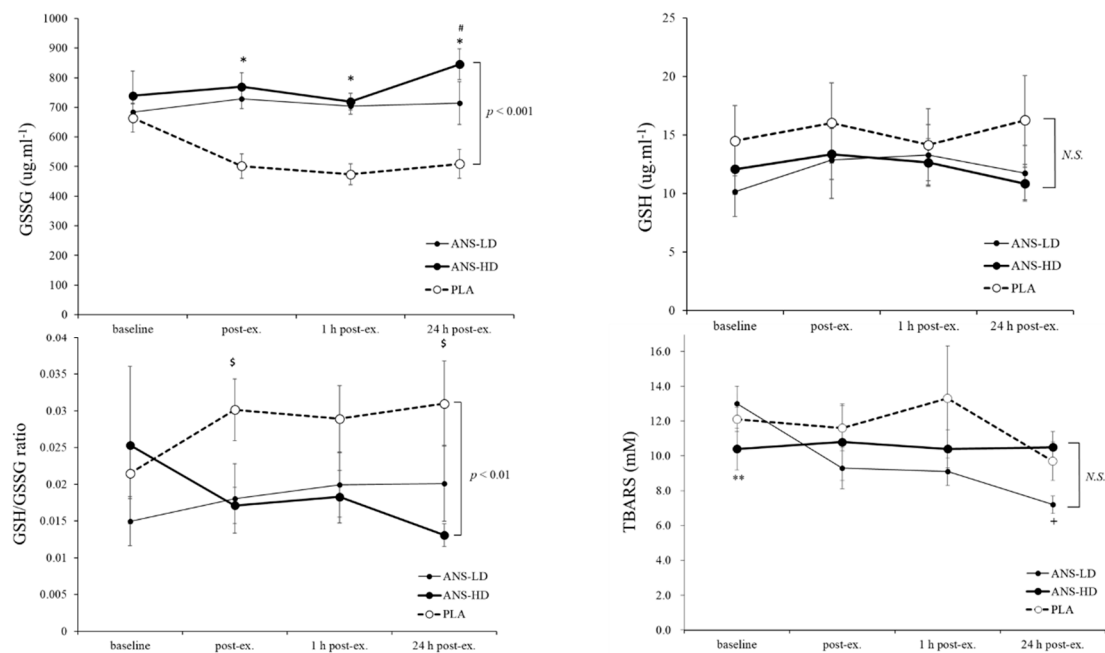 GSSG (ug.ml-1)
1000
900
800
700
600
500
400
300
200
100
0
*
*
#
*
p < 0.001
ANS-LD
ANS-HD
PLA
baseline
post-ex.
1 h post-ex.
24 h post-ex.
GSH (ug.ml-1)
25
20
15
10
5
0
N.S.
ANS-LD
ANS-HD
PLA
baseline
post-ex.
1 h post-ex.
24 h post-ex.
GSH/GSSG ratio
0.04
0.035
0.03
0.025
0.02
0.015
0.01
0.005
0
$
$
p < 0.01
ANS-LD
ANS-HD
PLA
baseline
post-ex.
1 h post-ex.
24 h post-ex.
TBARS (mM)
16.0
14.0
12.0
10.0
8.0
6.0
4.0
2.0
0.0
**
+
N.S.
ANS-LD
ANS-HD
PLA
baseline
post-ex.
1 h post-ex.
24 h post-ex.